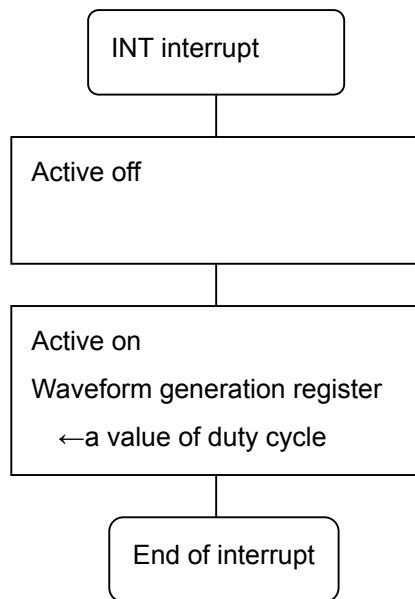 INT interrupt
Active off
Active on
Waveform generation register
←a value of duty cycle
End of interrupt